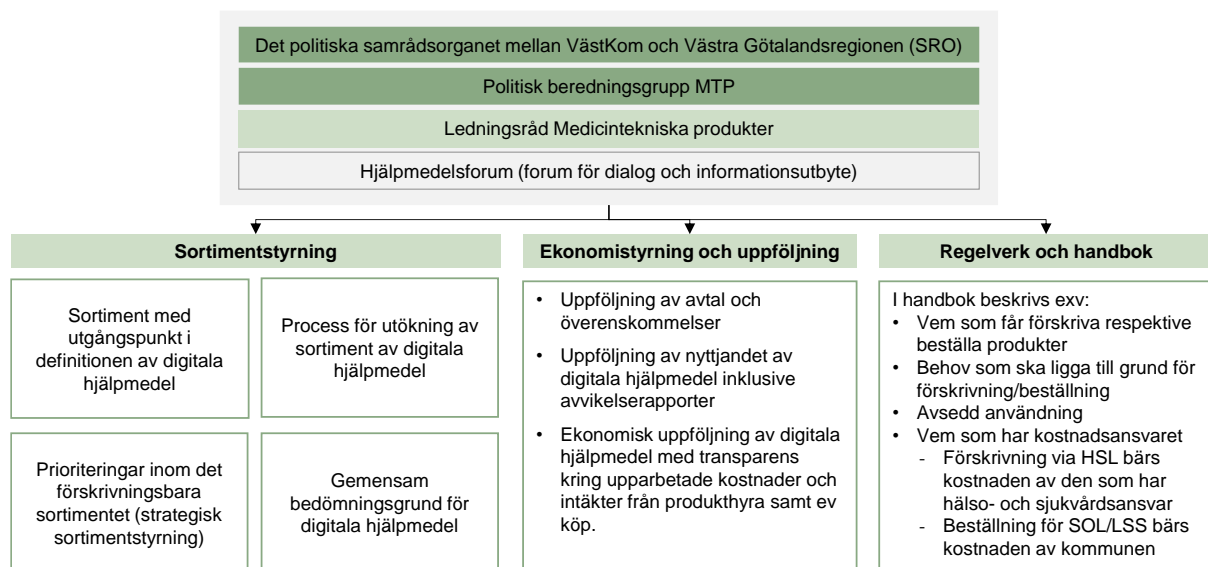 Det politiska samrådsorganet mellan VästKom och Västra Götalandsregionen (SRO)
Politisk beredningsgrupp MTP
Ledningsråd Medicintekniska produkter
Hjälpmedelsforum (forum för dialog och informationsutbyte)
Sortimentstyrning
Sortiment med
utgångspunkt i
definitionen av digitala
hjälpmedel
Process för utökning av
sortiment av digitala
hjälpmedel
Prioriteringar inom det
förskrivningsbara
sortimentet (strategisk
sortimentstyrning)
Gemensam
bedömningsgrund för
digitala hjälpmedel
Ekonomistyrning och uppföljning
• Uppföljning av avtal och
överenskommelser
• Uppföljning av nyttjandet av
digitala hjälpmedel inklusive
avvikelserapporter
• Ekonomisk uppföljning av digitala
hjälpmedel med transparens
kring upparbetade kostnader och
intäkter från produkthyra samt ev
köp.
Regelverk och handbok
I handbok beskrivs exv:
• Vem som får förskriva respektive
beställa produkter
• Behov som ska ligga till grund för
förskrivning/beställning
• Avsedd användning
• Vem som har kostnadsansvaret
- Förskrivning via HSL bärs
kostnaden av den som har
hälso- och sjukvårdsansvar
- Beställning för SOL/LSS bärs
kostnaden av kommunen